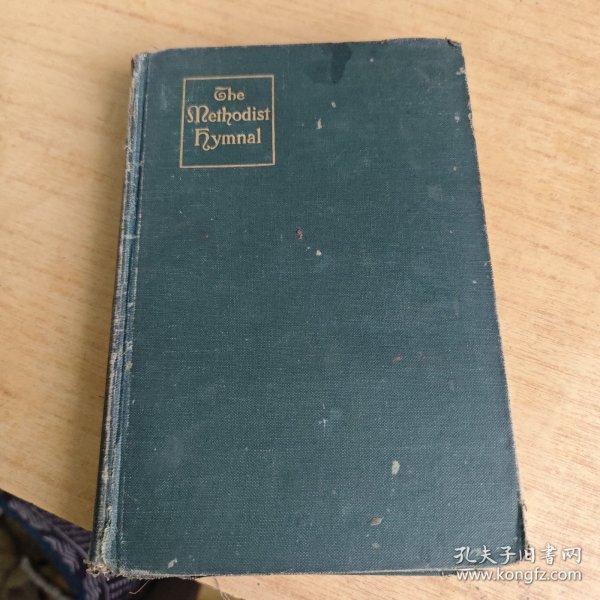 The
Methodist
Hymnal
孔夫子旧书网
www.kongfz.com